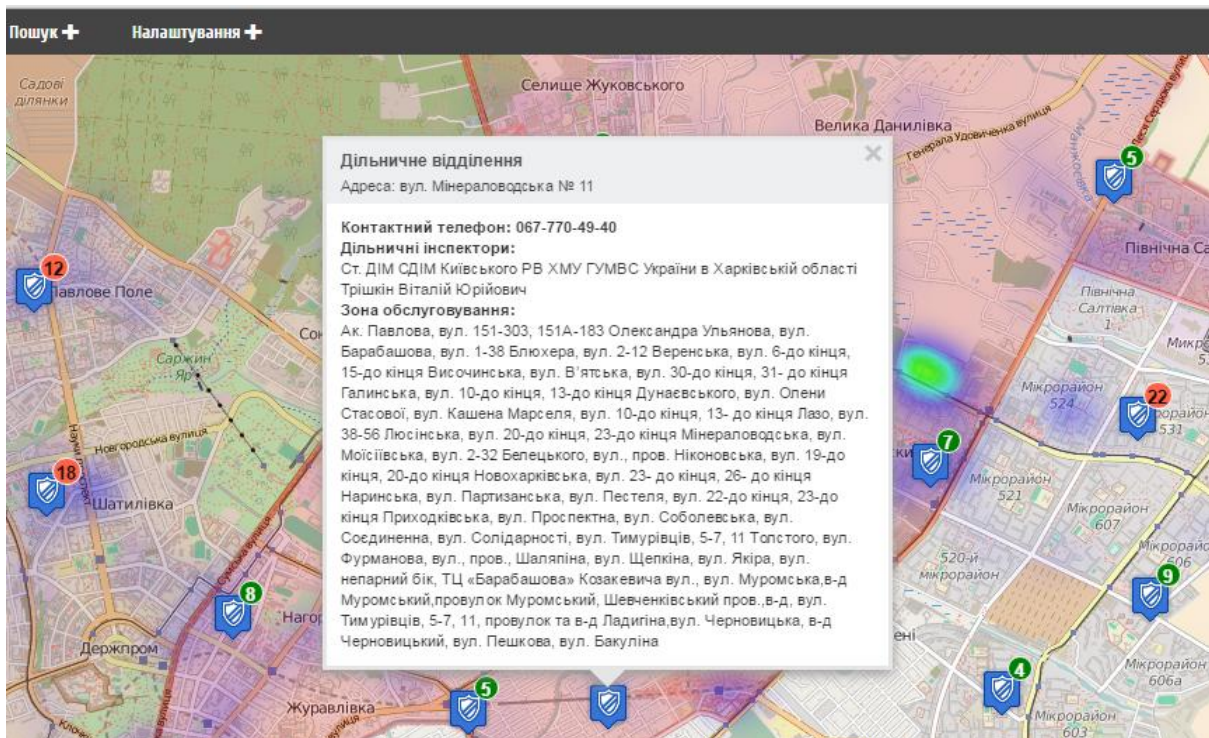 Пошук
Налаштування
Садові
ділянки
Селище Жуковського
Велика Данилівка
Генерала Удовиченка вулиця
5
Дільничне відділення
Адреса: вул. Мінераловодська № 11
Контактний телефон: 067-770-49-40
Дільничні інспектори:
Ст. ДІМ СДІМ Київського РВ ХМУ ГУМВС України в Харківській області
Трішкін Віталій Юрійович
Зона обслуговування:
Ак. Павлова, вул. 151-303, 151А-183 Олександра Ульянова, вул.
Барабашова, вул. 1-38 Блюхера, вул. 2-12 Веренська, вул. 6-до кінця,
15-до кінця Височинська, вул. В'ятська, вул. 30-до кінця, 31- до кінця
Галинська, вул. 10-до кінця, 13-до кінця Дунаєвського, вул. Олени
Стасової, вул. Кашена Марселя, вул. 10-до кінця, 13- до кінця Лазо, вул.
38-56 Люсінська, вул. 20-до кінця, 23-до кінця Мінераловодська, вул.
Моїсіївська, вул. 2-32 Белецького, вул., пров. Ніконовська, вул. 19-до
кінця, 20-до кінця Новохарківська, вул. 23- до кінця, 26- до кінця
Наринська, вул. Партизанська, вул. Пестеля, вул. 22-до кінця, 23-до
кінця Приходківська, вул. Проспектна, вул. Соболевська, вул.
Соєдиненна, вул. Солідарності, вул. Тимурівців, 5-7, 11 Толстого, вул.
Фурманова, вул., пров., Шаляпіна, вул. Щепкіна, вул. Якіра, вул.
непарний бік, ТЦ «Барабашова» Козакевича вул., вул. Муромська,в-д
Муромський,провулок Муромський, Шевченківський пров.,в-д, вул.
Тимурівців, 5-7, 11, провулок та в-д Ладигіна,вул. Черновицька, в-д
Черновицький, вул. Пешкова, вул. Бакуліна
12
Павлове Поле
Північна
Північна
Салтівка
1
Саржин
Яр
Мікрорайон
524
22
531
Новгородська вулиця
18
Шатилівка
7
Мікрорайон
521
Мікрорайон
607
520-й
мікрорайон
606
9
Сумська вулиця
8
Держпром
5
Журавлівка
4
Мікрорайон
606а
Мікрорайон
603